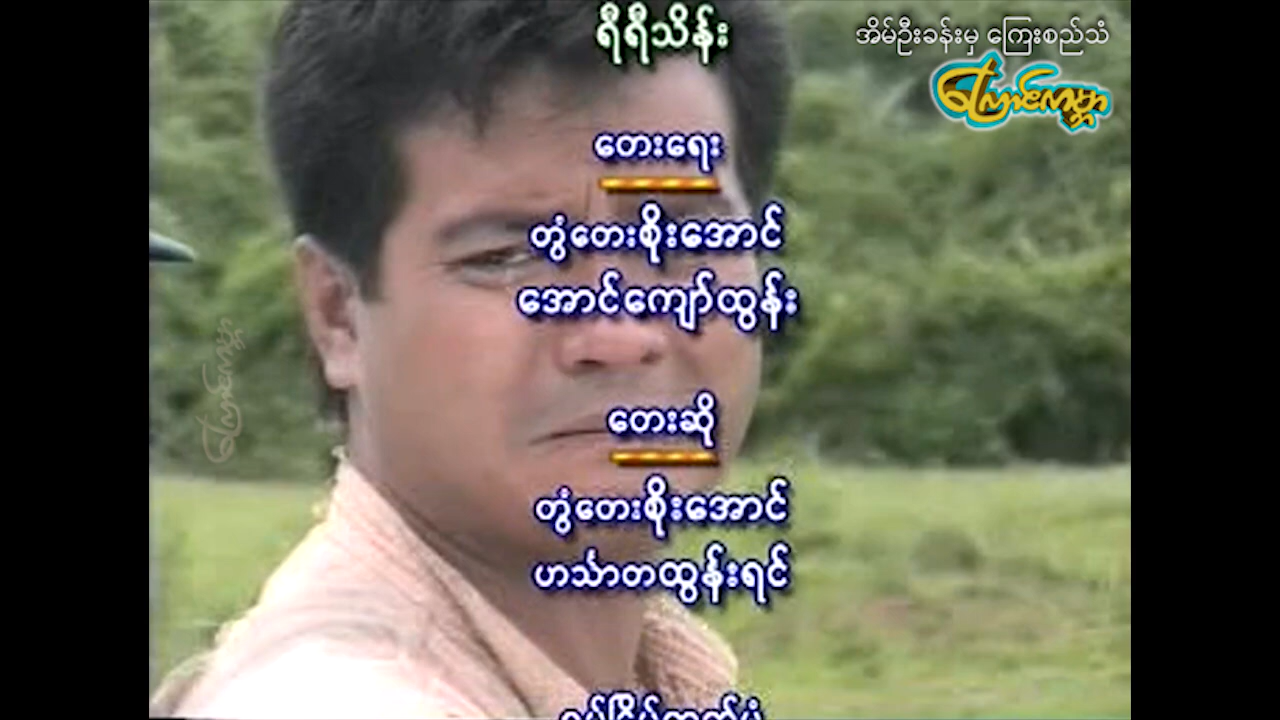 ရီရီသိန်း
အိမ်ဦးခန်းမှ ကြေးစည်သံ
တေးရေး
တွံတေးစိုးအောင်
အောင်ကျော်ထွန်း
တေးဆို
တွံတေးစိုးအောင်
ဟင်္သာတထွန်းရင်